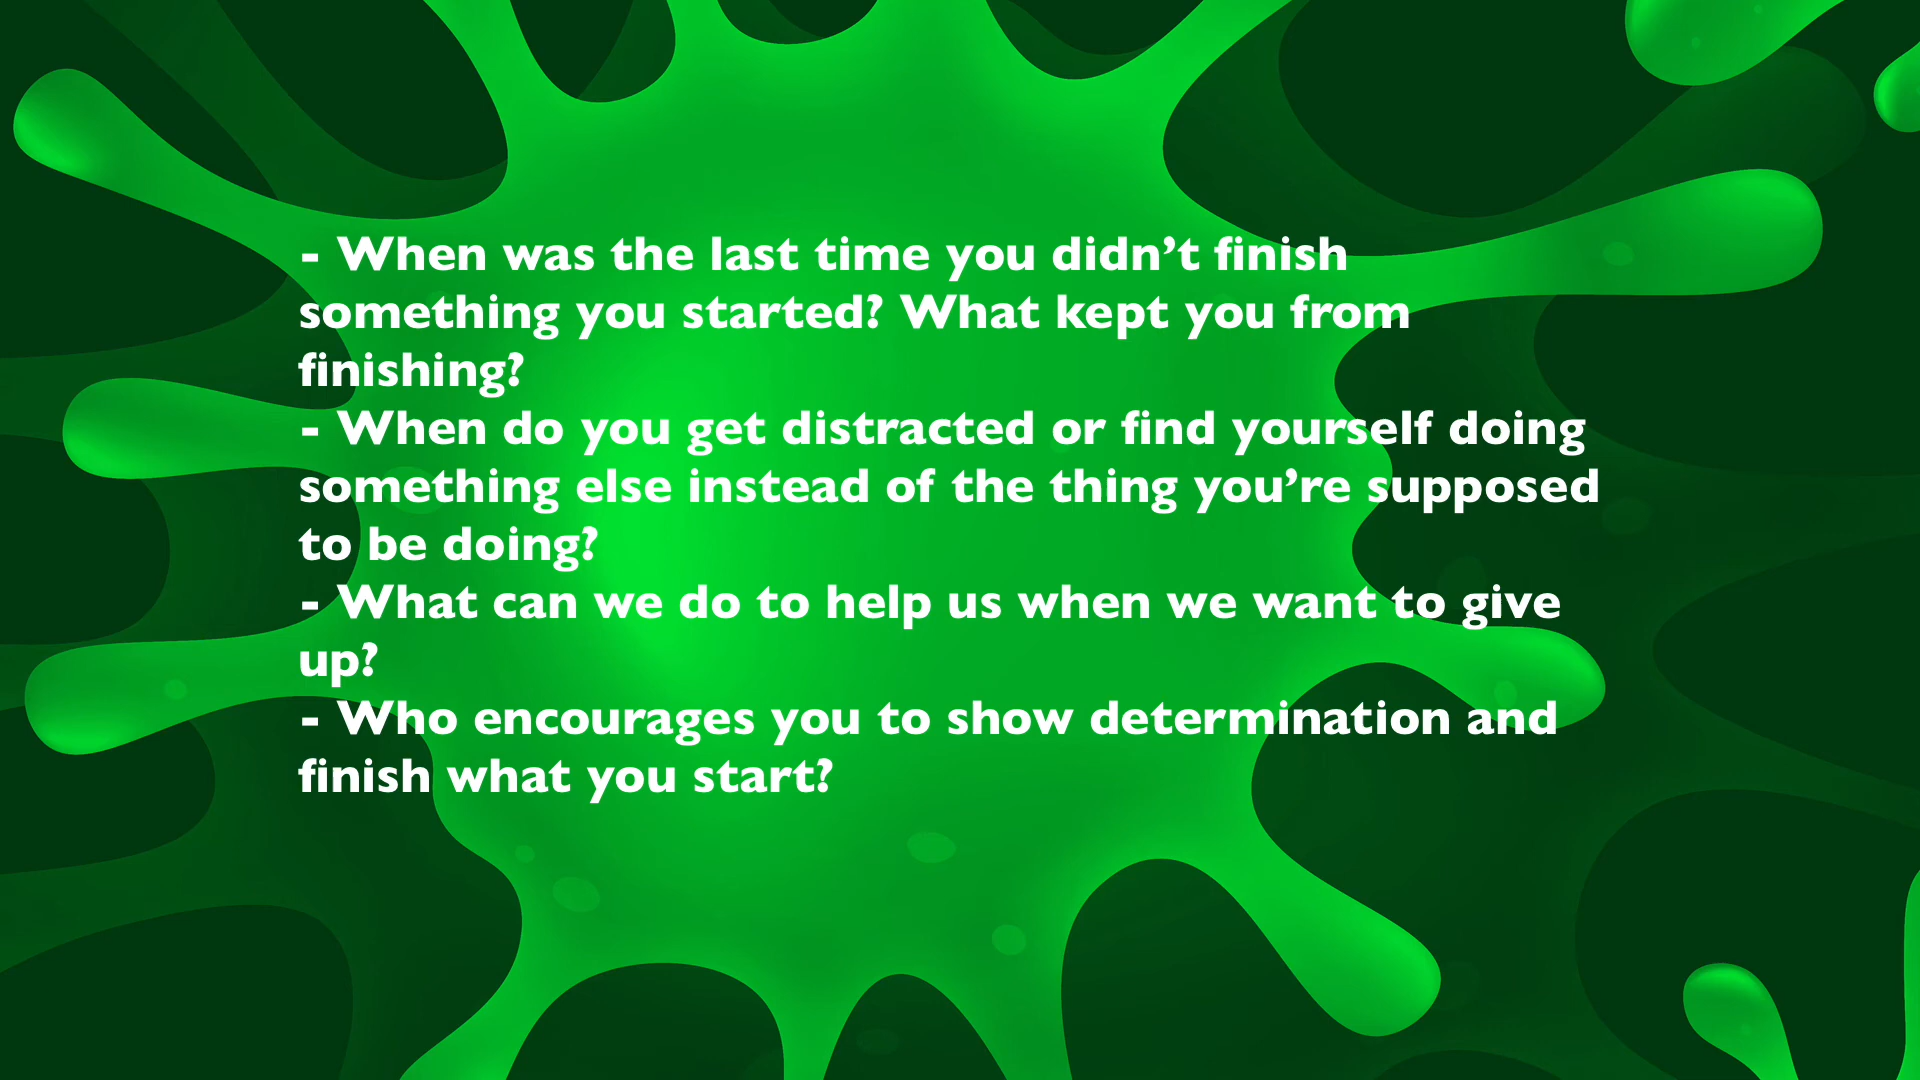 - When was the last time you didn’t finish
something you started? What kept you from
finishing?
- When do you get distracted or find yourself doing
something else instead of the thing you’re supposed
to be doing?
- What can we do to help us when we want to give
up?
- Who encourages you to show determination and
finish what you start?